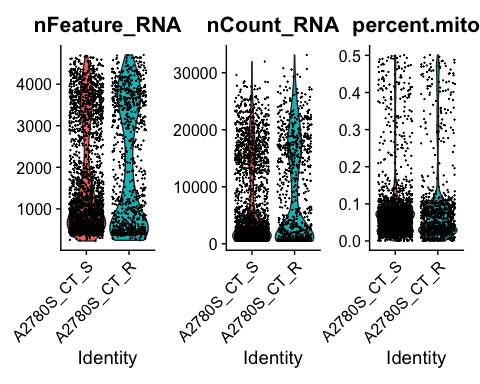 nFeature_RNA
4000
3000
2000
1000
A2780S_CT_S
A2780S_CT_R
Identity
nCount_RNA
30000
20000
10000
0
A2780S_CT_S
A2780S_CT_R
Identity
percent.mito
0.5
0.4
0.3
0.2
0.1
0.0
A2780S_CT_S
A2780S_CT_R
Identity